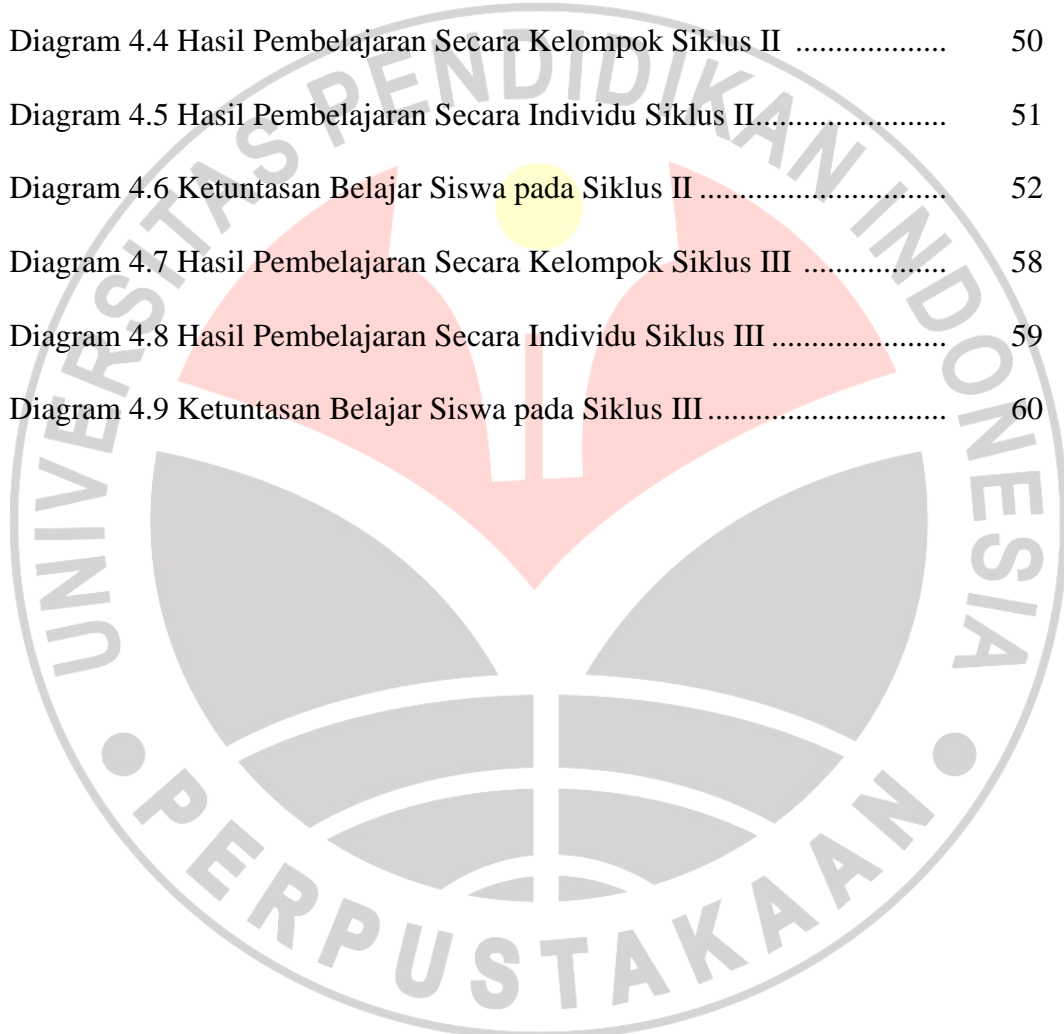 Diagram 4.4 Hasil Pembelajaran Secara Kelompok Siklus II ................... 50
Diagram 4.5 Hasil Pembelajaran Secara Individu Siklus II........................ 51
Diagram 4.6 Ketuntasan Belajar Siswa pada Siklus II ............................... 52
Diagram 4.7 Hasil Pembelajaran Secara Kelompok Siklus III .................. 58
Diagram 4.8 Hasil Pembelajaran Secara Individu Siklus III ...................... 59
Diagram 4.9 Ketuntasan Belajar Siswa pada Siklus III .............................. 60
UNIVERSITAS PENDIDIKAN INDONESIA
PERPUSTAKAAN